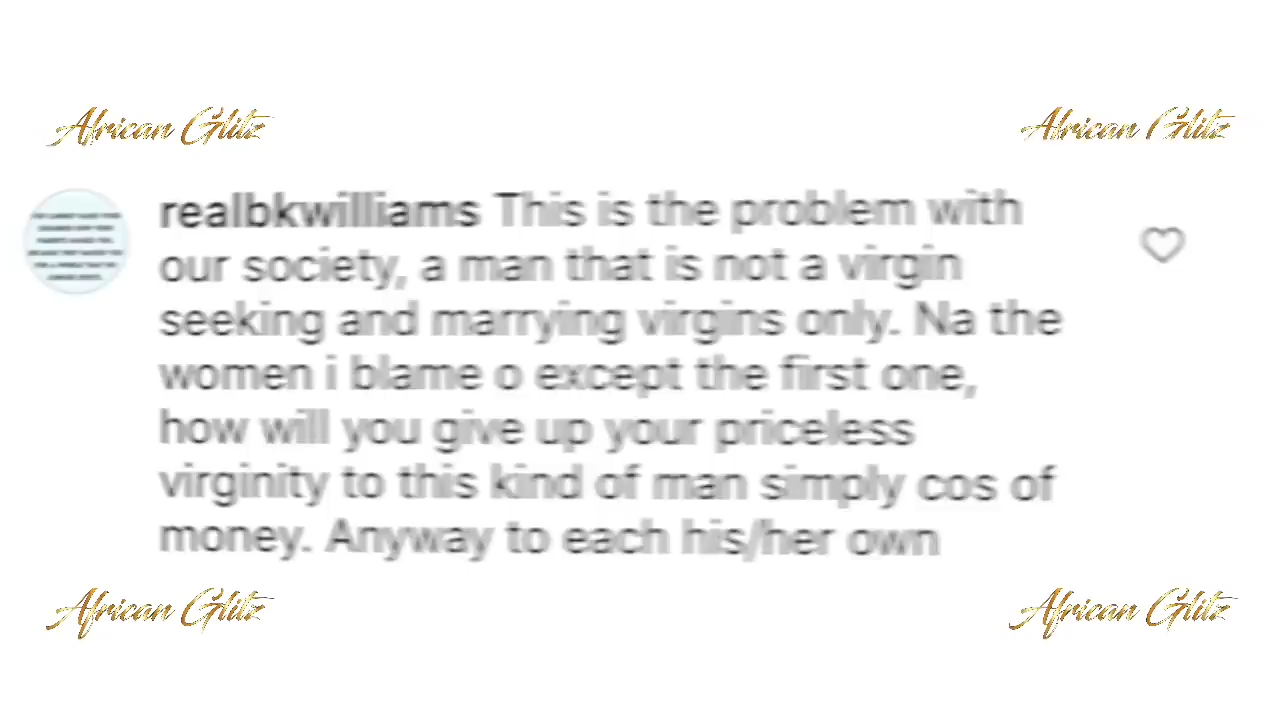 African Glitz
African Glitz
realbkwilliams This is the problem with
our society, a man that is not a virgin
seeking and marrying virgins only. Na the
women i blame o except the first one,
how will you give up your priceless
virginity to this kind of man simply cos of
money. Anyway to each his/her own
African Glitz
African Glitz